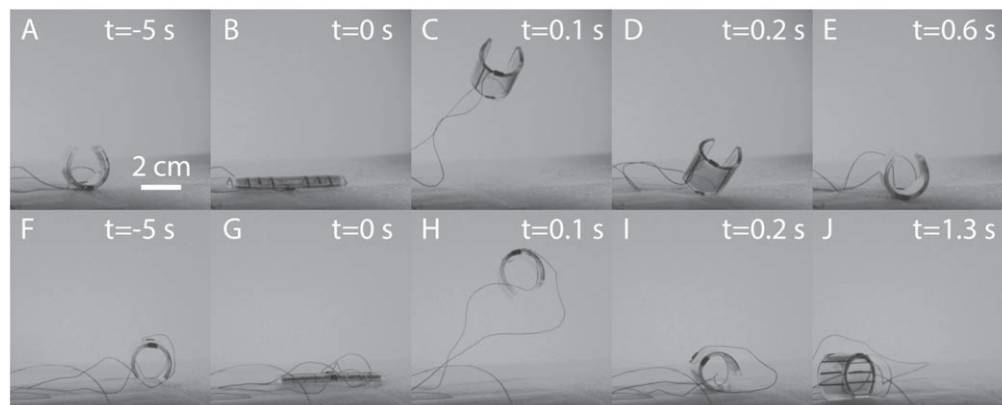 A t=-5 s
B t=0 s
C t=0.1 s
D t=0.2 s
E t=0.6 s
2 cm
F t=-5 s
G t=0 s
H t=0.1 s
I t=0.2 s
J t=1.3 s